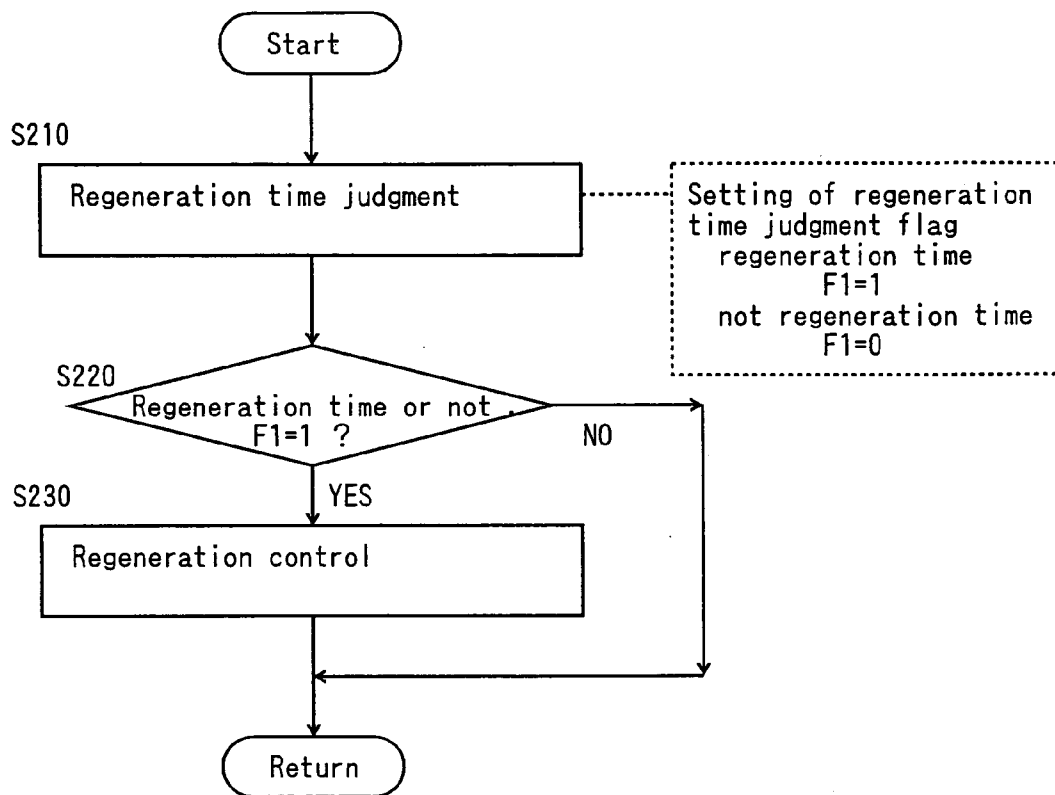 Start
S210
Regeneration time judgment
Setting of regeneration
time judgment flag
regeneration time
F1=1
not regeneration time
F1=0
S220
Regeneration time or not .
F1=1 ?
NO
YES
S230
Regeneration control
Return